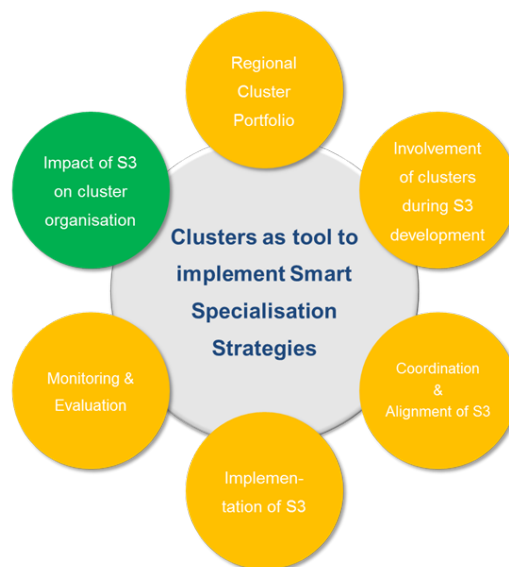 Regional
Cluster
Portfolio
Impact of S3
on cluster
organisation
Involvement
of clusters
during S3
development
Clusters as tool to
implement Smart
Specialisation
Strategies
Monitoring &
Evaluation
Coordination
&
Alignment of S3
Implemen-
tation of S3